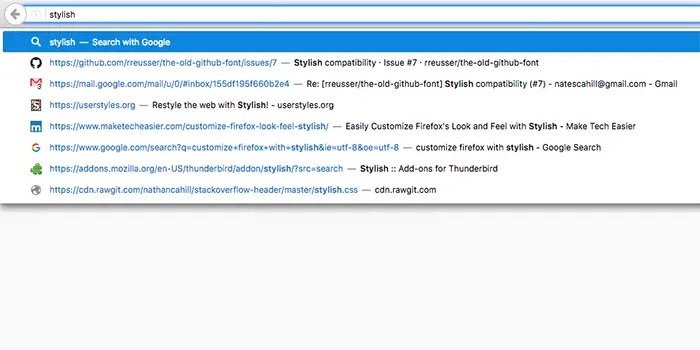 stylish
stylish — Search with Google
https://github.com/rreusser/the-old-github-font/issues/7 — Stylish compatibility · Issue #7 · rreusser/the-old-github-font
https://mail.google.com/mail/u/0/#inbox/155df195f660b2e4 — Re: [rreusser/the-old-github-font] Stylish compatibility (#7) - natescahill@gmail.com - Gmail
https://userstyles.org — Restyle the web with Stylish! - userstyles.org
https://www.maketecheasier.com/customize-firefox-look-feel-stylish/ — Easily Customize Firefox's Look and Feel with Stylish - Make Tech Easier
https://www.google.com/search?q=customize+firefox+with+stylish&ie=utf-8&oe=utf-8 — customize firefox with stylish - Google Search
https://addons.mozilla.org/en-US/thunderbird/addon/stylish/?src=search — Stylish :: Add-ons for Thunderbird
https://cdn.rawgit.com/nathancahill/stackoverflow-header/master/stylish.css — cdn.rawgit.com